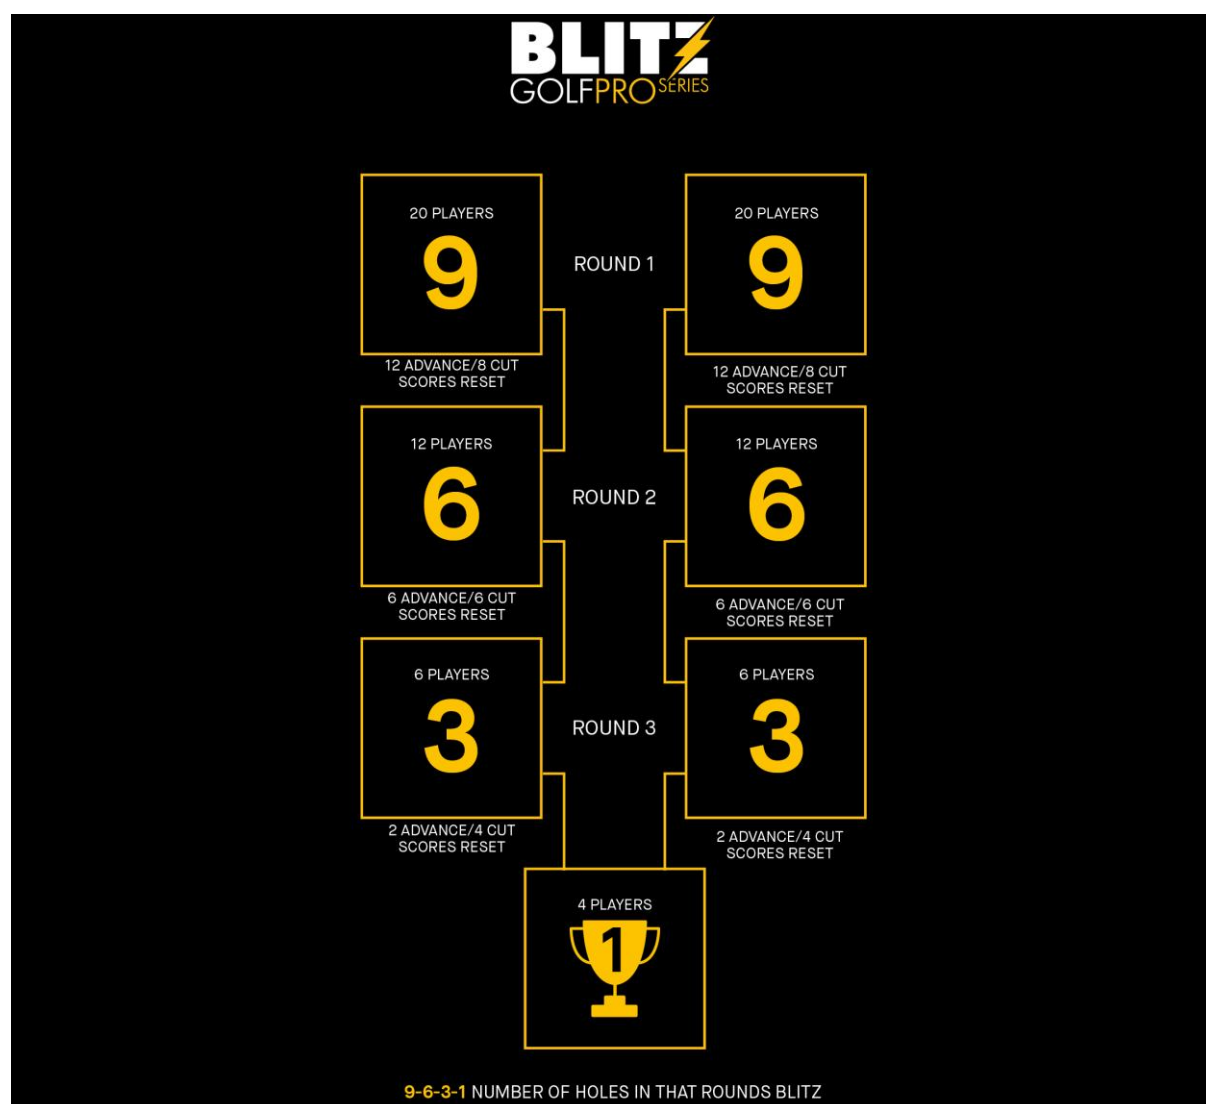 BLITZ
GOLFPRO SERIES
20 PLAYERS
9
12 ADVANCE/8 CUT
SCORES RESET
ROUND 1
20 PLAYERS
9
12 ADVANCE/8 CUT
SCORES RESET
12 PLAYERS
6
6 ADVANCE/6 CUT
SCORES RESET
ROUND 2
12 PLAYERS
6
6 ADVANCE/6 CUT
SCORES RESET
6 PLAYERS
3
2 ADVANCE/4 CUT
SCORES RESET
ROUND 3
6 PLAYERS
3
2 ADVANCE/4 CUT
SCORES RESET
4 PLAYERS
1
9-6-3-1 NUMBER OF HOLES IN THAT ROUNDS BLITZ